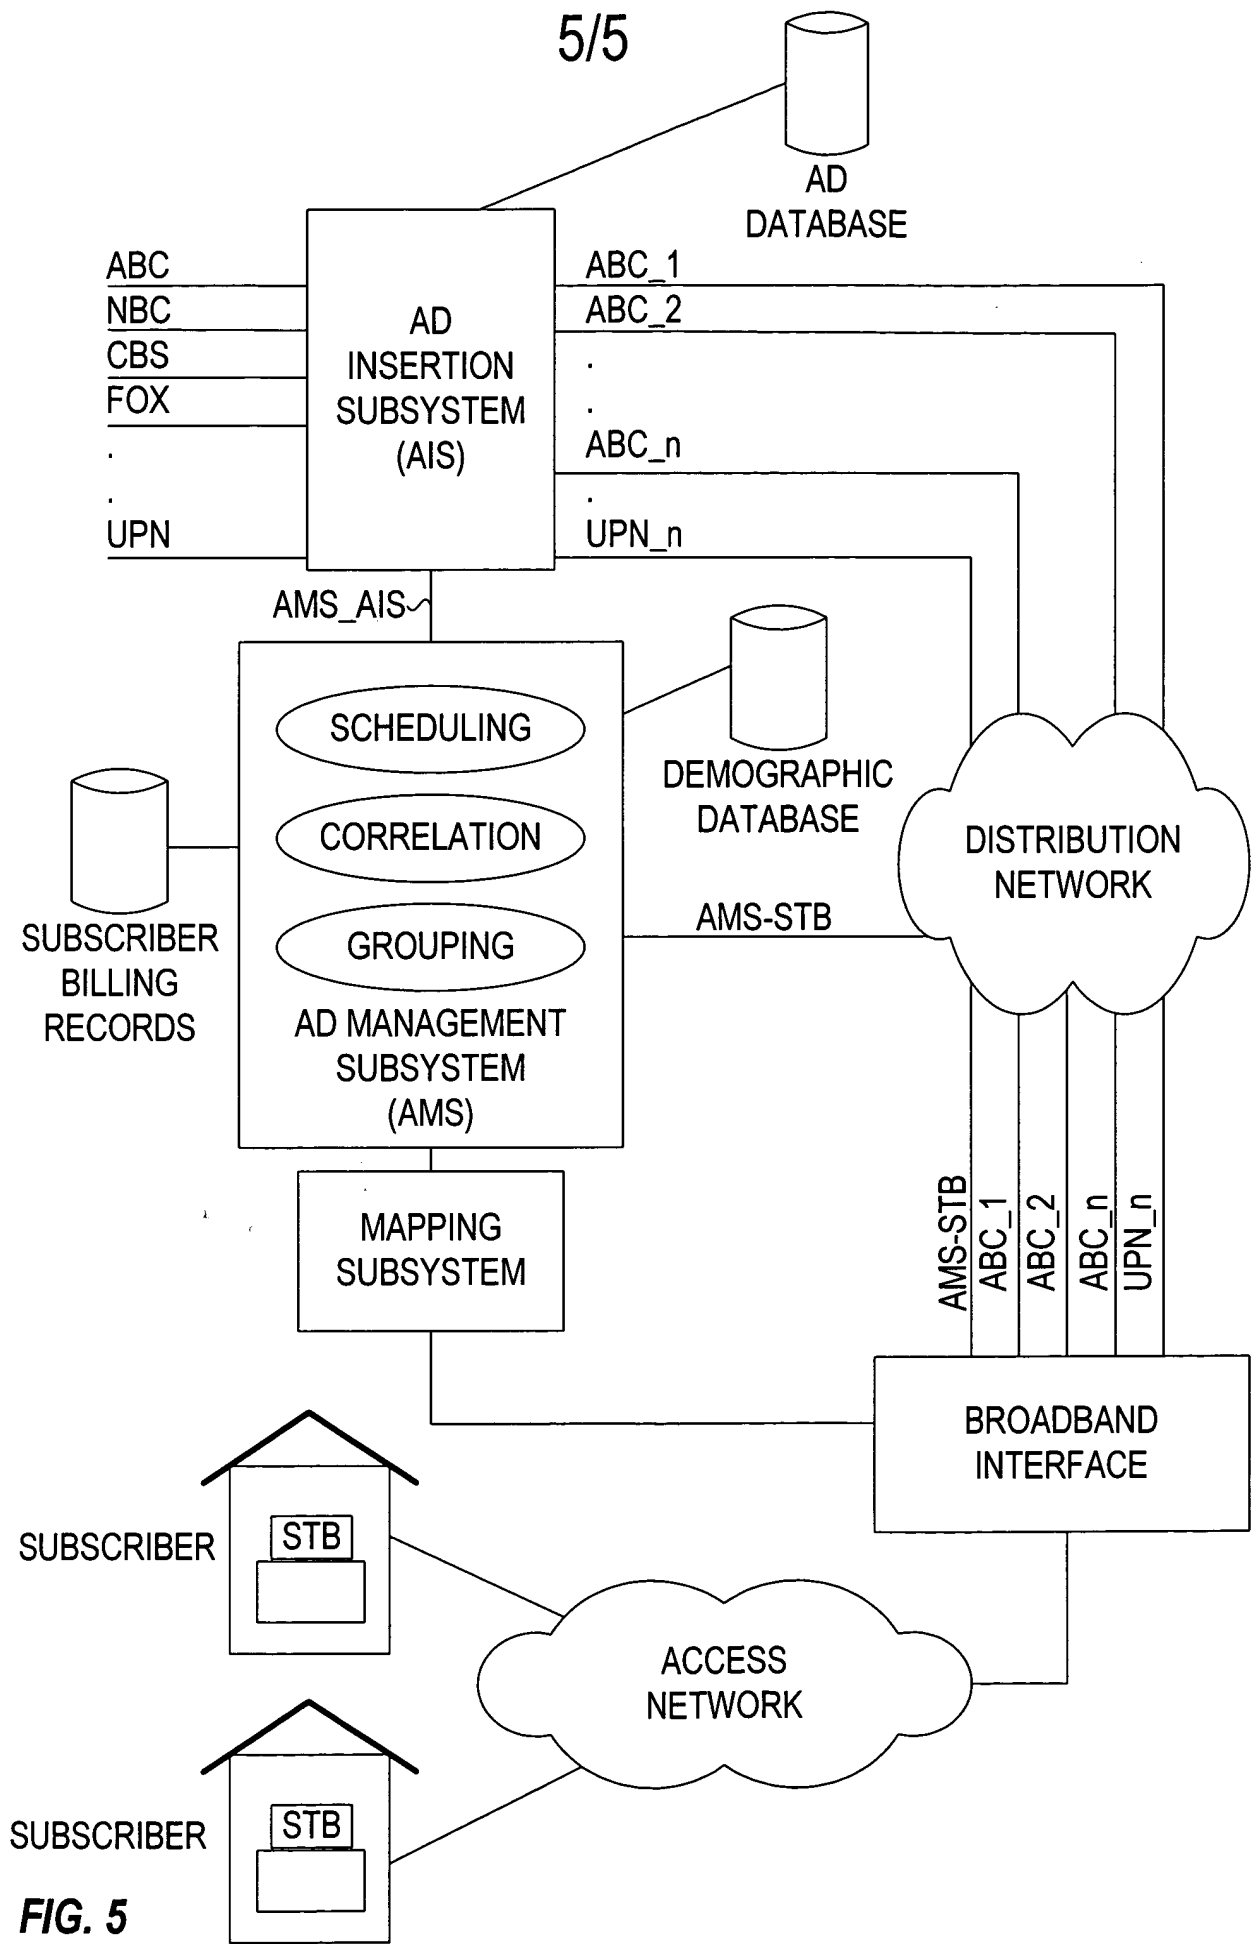 5/5
AD
DATABASE
ABC
NBC
CBS
FOX
.
.
UPN
AD
INSERTION
SUBSYSTEM
(AIS)
ABC_1
ABC_2
.
.
ABC_n
.
UPN_n
AMS_AIS
SCHEDULING
CORRELATION
GROUPING
AD MANAGEMENT
SUBSYSTEM
(AMS)
DEMOGRAPHIC
DATABASE
SUBSCRIBER
BILLING
RECORDS
AMS-STB
DISTRIBUTION
NETWORK
MAPPING
SUBSYSTEM
AMS-STB
ABC_1
ABC_2
ABC_n
UPN_n
BROADBAND
INTERFACE
SUBSCRIBER
STB
ACCESS
NETWORK
SUBSCRIBER
STB
FIG. 5